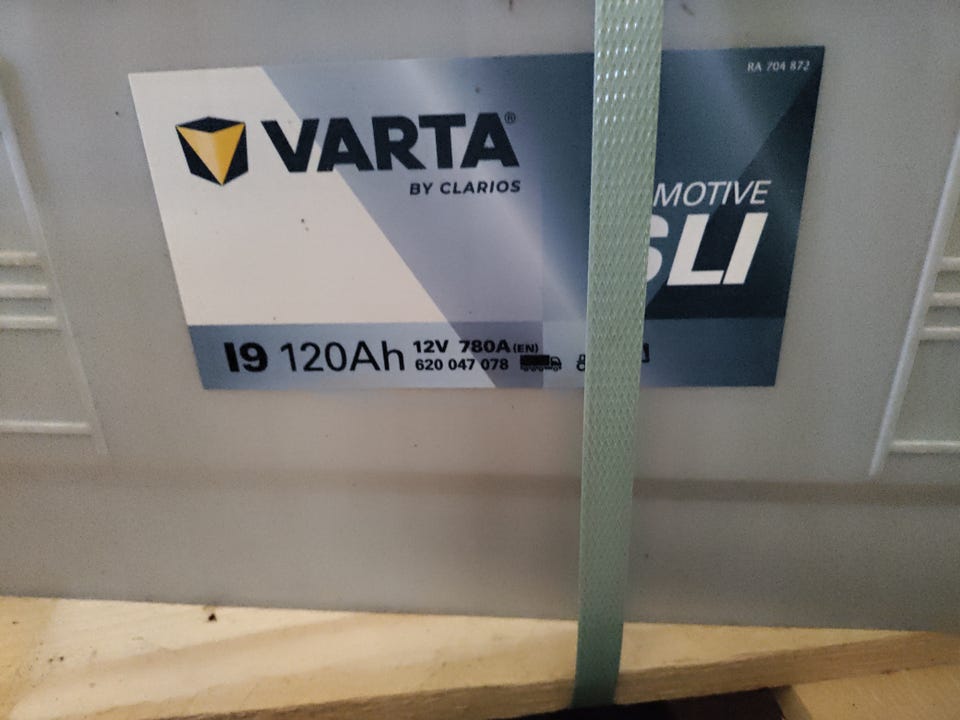 RA 704 872
VARTA®
BY CLARIOS
MOTIVE
SLI
I9 120Ah 12V 780A (EN)
620 047 078